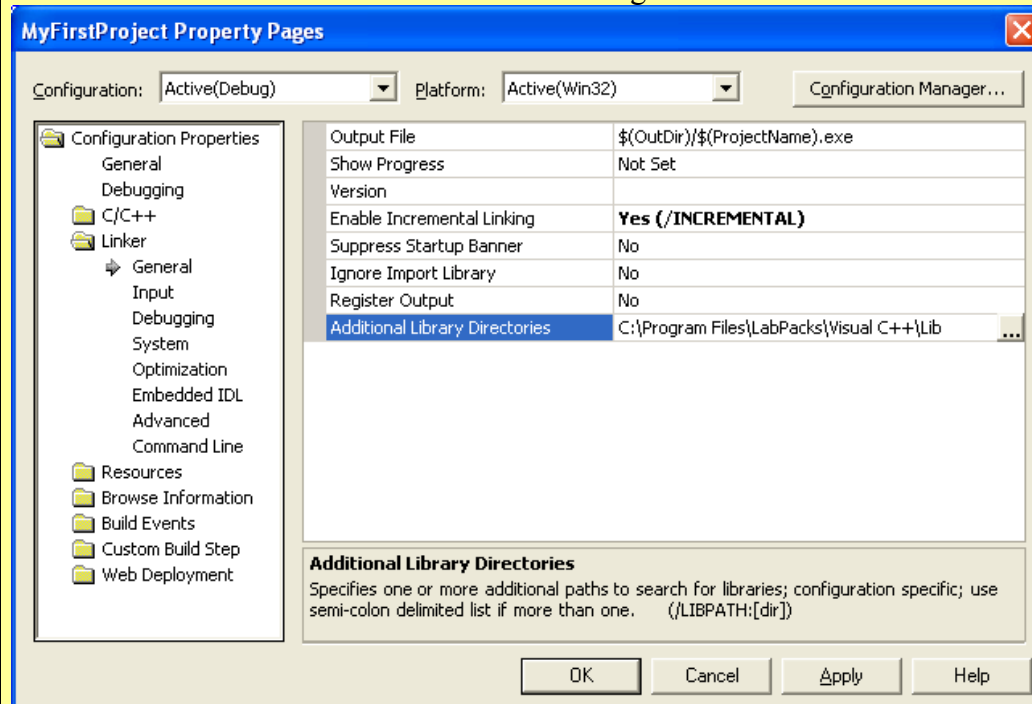 MyFirstProject Property Pages
Configuration: Active(Debug) Platform: Active(Win32) Configuration Manager...
Configuration Properties
General
Debugging
C/C++
Linker
General
Input
Debugging
System
Optimization
Embedded IDL
Advanced
Command Line
Resources
Browse Information
Build Events
Custom Build Step
Web Deployment
Output File $(OutDir)/$(ProjectName).exe
Show Progress Not Set
Version
Enable Incremental Linking Yes (/INCREMENTAL)
Suppress Startup Banner No
Ignore Import Library No
Register Output No
Additional Library Directories C:\Program Files\LabPacks\Visual C++\Lib ...
Additional Library Directories
Specifies one or more additional paths to search for libraries; configuration specific; use
semi-colon delimited list if more than one. (/LIBPATH:[dir])
OK Cancel Apply Help